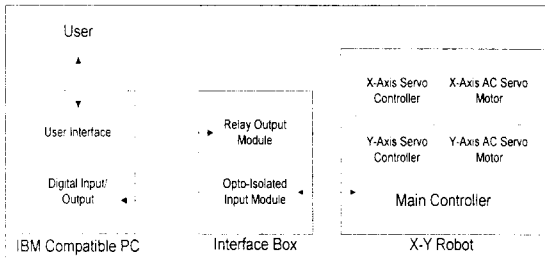 User
User Interface
Digital Input/
Output
IBM Compatible PC
Relay Output
Module
Opto-Isolated
Input Module
Interface Box
X-Axis Servo
Controller
X-Axis AC Servo
Motor
Y-Axis Servo
Controller
Y-Axis AC Servo
Motor
Main Controller
X-Y Robot